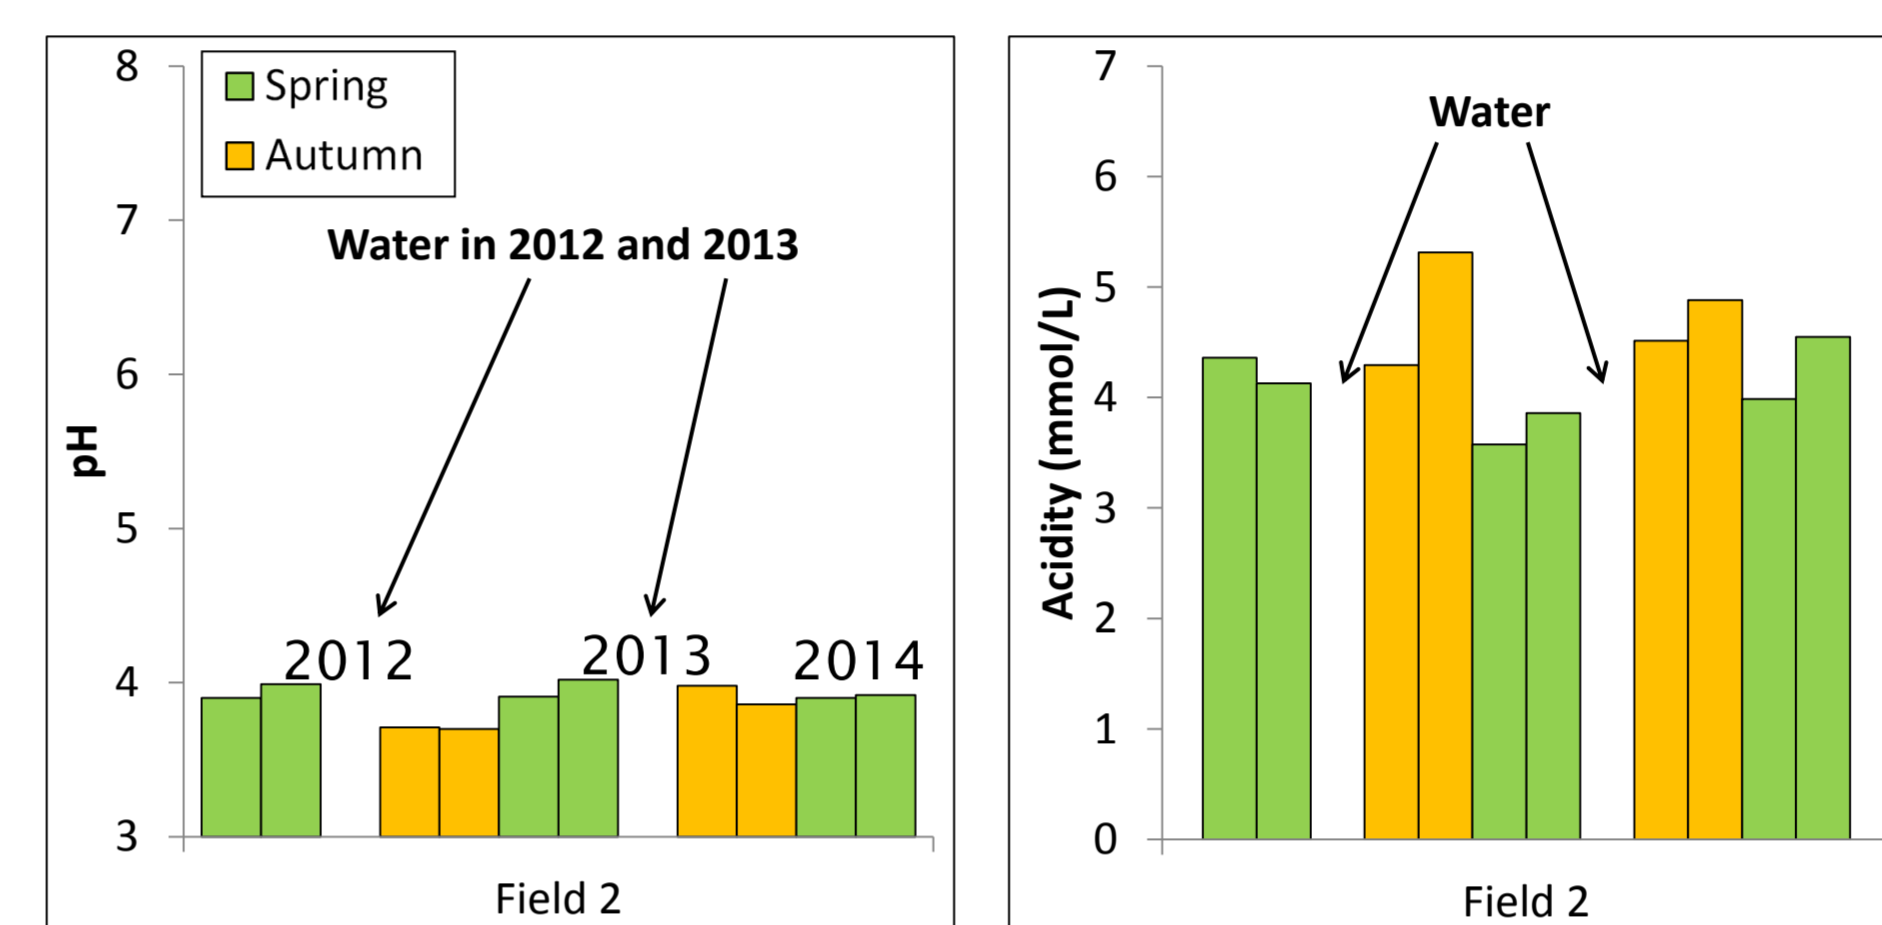 8
7
6
5
4
3
pH
Spring
Autumn
Water in 2012 and 2013
2012
2013
2014
Field 2
7
6
5
4
3
2
1
0
Acidity (mmol/L)
Water
Field 2